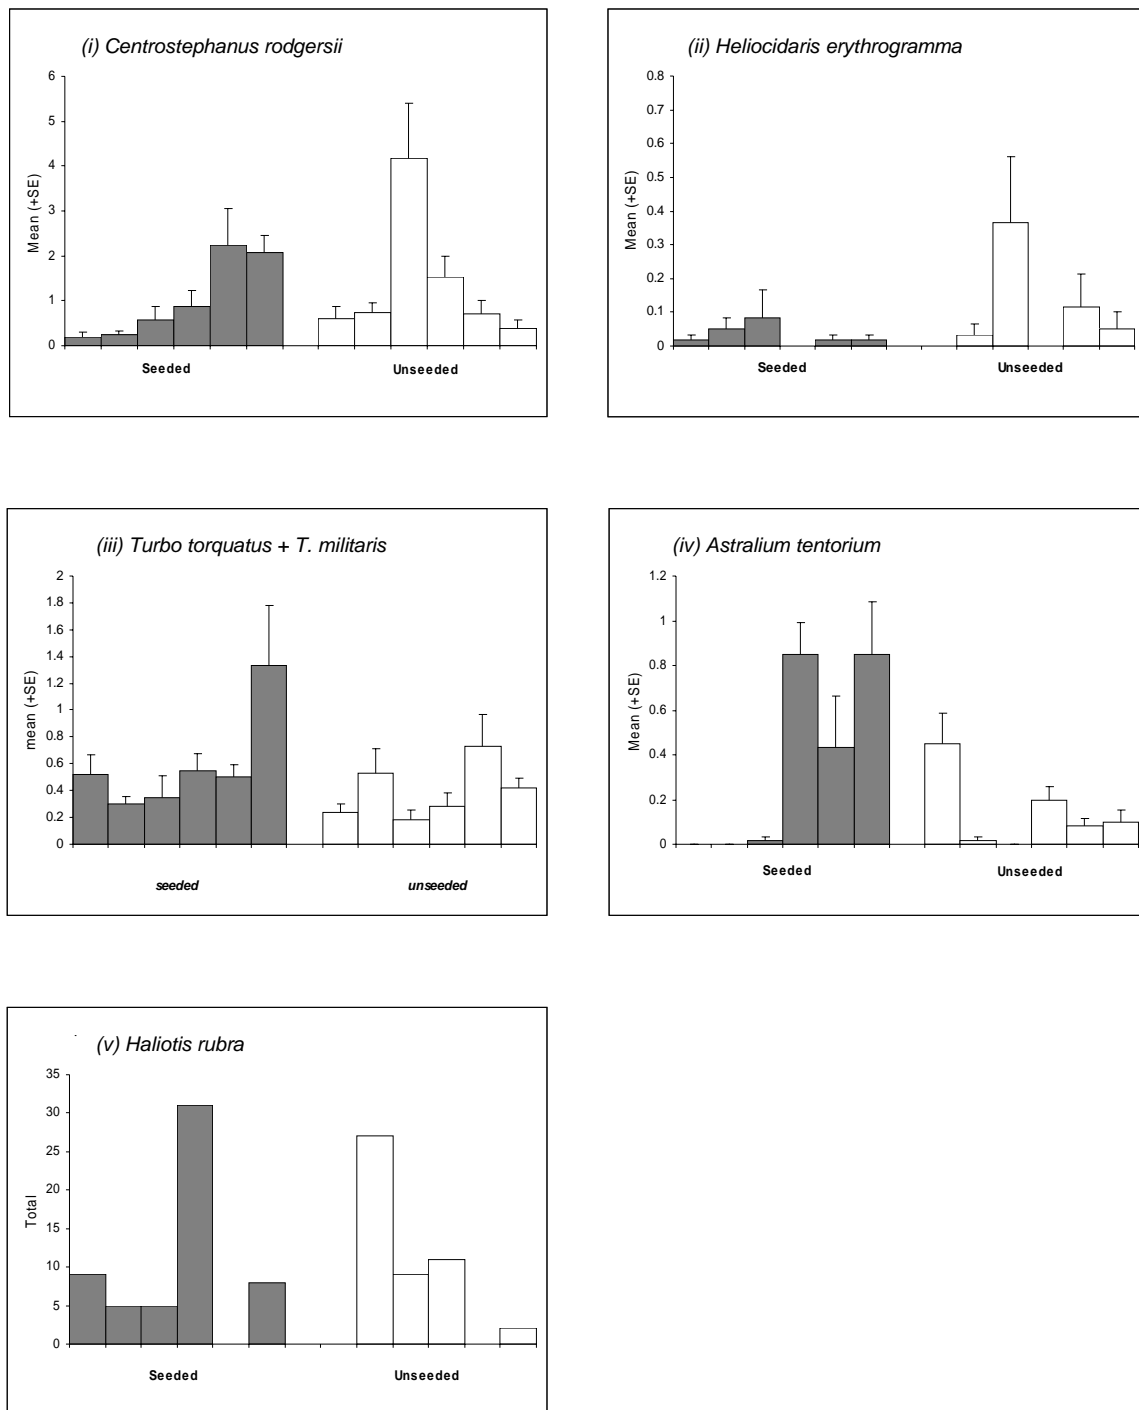 (i) Centrostephanus rodgersii
6
5
4
3
2
1
0
Mean (+SE)
Seeded Unseeded
(ii) Heliocidaris erythrogramma
0.8
0.7
0.6
0.5
0.4
0.3
0.2
0.1
0
Mean (+SE)
Seeded Unseeded
(iii) Turbo torquatus + T. militaris
2
1.8
1.6
1.4
1.2
1
0.8
0.6
0.4
0.2
0
mean (+SE)
seeded unseeded
(iv) Astralium tentorium
1.2
1
0.8
0.6
0.4
0.2
0
Mean (+SE)
Seeded Unseeded
(v) Haliotis rubra
35
30
25
20
15
10
5
0
Total
Seeded Unseeded